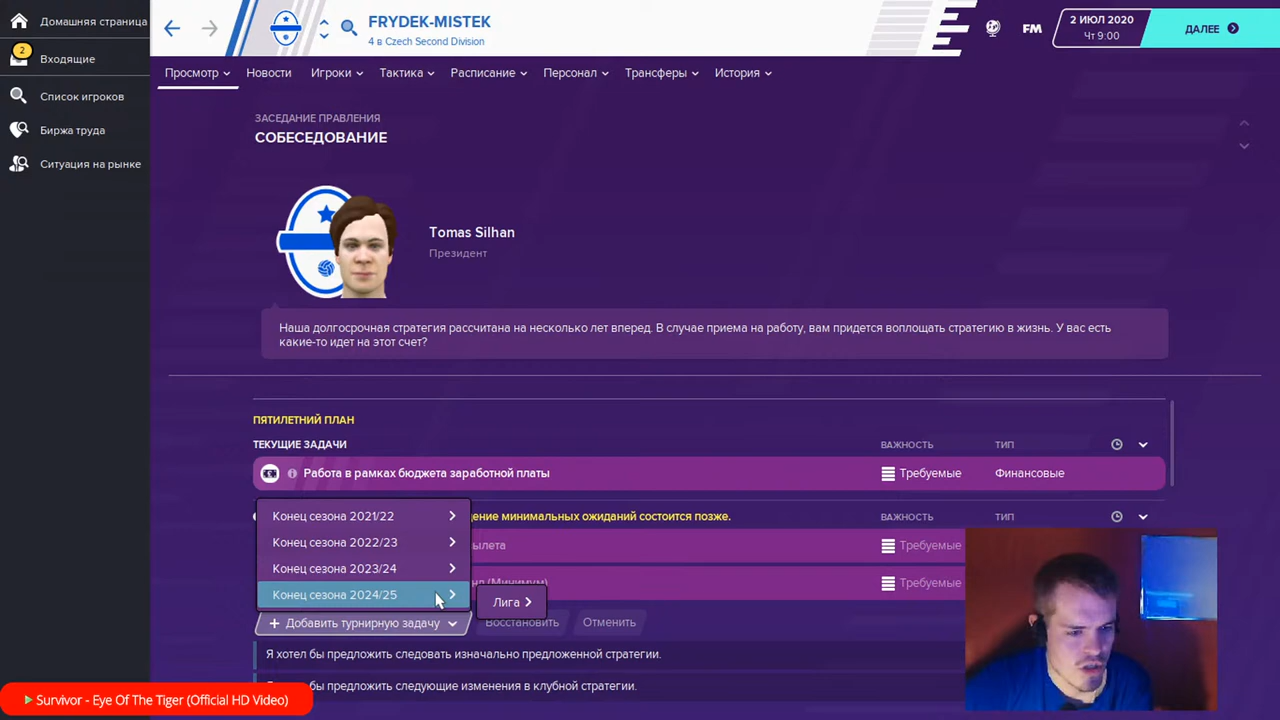 Домашняя страница
2
Входящие
Список игроков
Биржа труда
Ситуация на рынке
FRYDEK-MISTEK
4 в Czech Second Division
FM
2 ИЮЛ 2020
Чт 9:00
ДАЛЕЕ
Просмотр
Новости
Игроки
Тактика
Расписание
Персонал
Трансферы
История
ЗАСЕДАНИЕ ПРАВЛЕНИЯ
СОБЕСЕДОВАНИЕ
Tomas Silhan
Президент
Наша долгосрочная стратегия рассчитана на несколько лет вперед. В случае приема на работу, вам придется воплощать стратегию в жизнь. У вас есть
какие-то идет на этот счет?
ПЯТИЛЕТНИЙ ПЛАН
ТЕКУЩИЕ ЗАДАЧИ
ВАЖНОСТЬ
ТИП
Работа в рамках бюджета заработной платы
Требуемые
Финансовые
Конец сезона 2021/22
дение минимальных ожиданий состоится позже.
ВАЖНОСТЬ
ТИП
Конец сезона 2022/23
ылета
Требуемые
Конец сезона 2023/24
нд (Минимум)
Требуемые
Конец сезона 2024/25
Лига
+ Добавить турнирную задачу
Восстановить
Отменить
Я хотел бы предложить следовать изначально предложенной стратегии.
бы предложить следующие изменения в клубной стратегии.
Survivor - Eye Of The Tiger (Official HD Video)